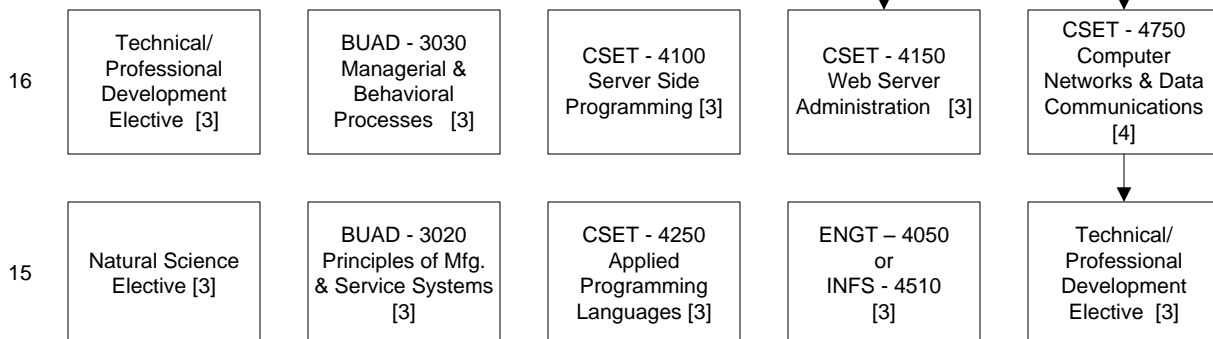 16
Technical/
Professional
Development
Elective [3]
BUAD - 3030
Managerial &
Behavioral
Processes [3]
CSET - 4100
Server Side
Programming [3]
CSET - 4150
Web Server
Administration [3]
CSET - 4750
Computer
Networks & Data
Communications
[4]
15
Natural Science
Elective [3]
BUAD - 3020
Principles of Mfg.
& Service Systems
[3]
CSET - 4250
Applied
Programming
Languages [3]
ENGT – 4050
or
INFS - 4510
[3]
Technical/
Professional
Development
Elective [3]